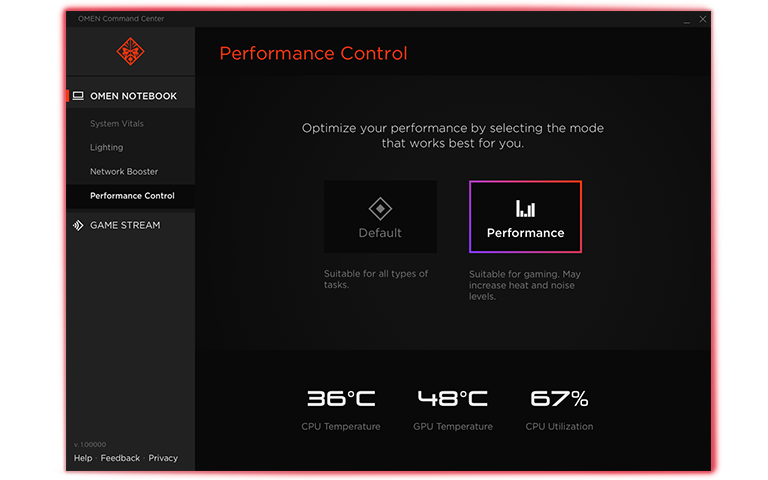 OMEN Command Center
Performance Control
OMEN NOTEBOOK
System Vitals
Lighting
Network Booster
Performance Control
GAME STREAM
Optimize your performance by selecting the mode
that works best for you.
Default
Suitable for all types of
tasks.
Performance
Suitable for gaming. May
increase heat and noise
levels.
36°C
CPU Temperature
48°C
GPU Temperature
67%
CPU Utilization
v. 1.00000
Help · Feedback · Privacy